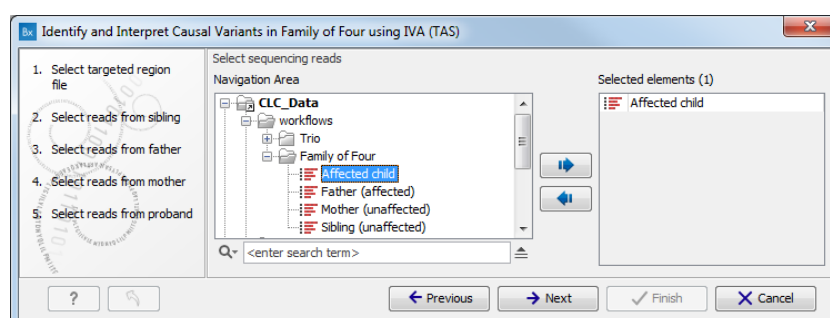 Bx Identify and Interpret Causal Variants in Family of Four using IVA (TAS)
1. Select targeted region
file
2. Select reads from sibling
3. Select reads from father
4. Select reads from mother
5. Select reads from proband
Select sequencing reads
Navigation Area
CLC_Data
workflows
Trio
Family of Four
Affected child
Father (affected)
Mother (unaffected)
Sibling (unaffected)
<enter search term>
Selected elements (1)
Affected child
?
Previous
Next
Finish
Cancel